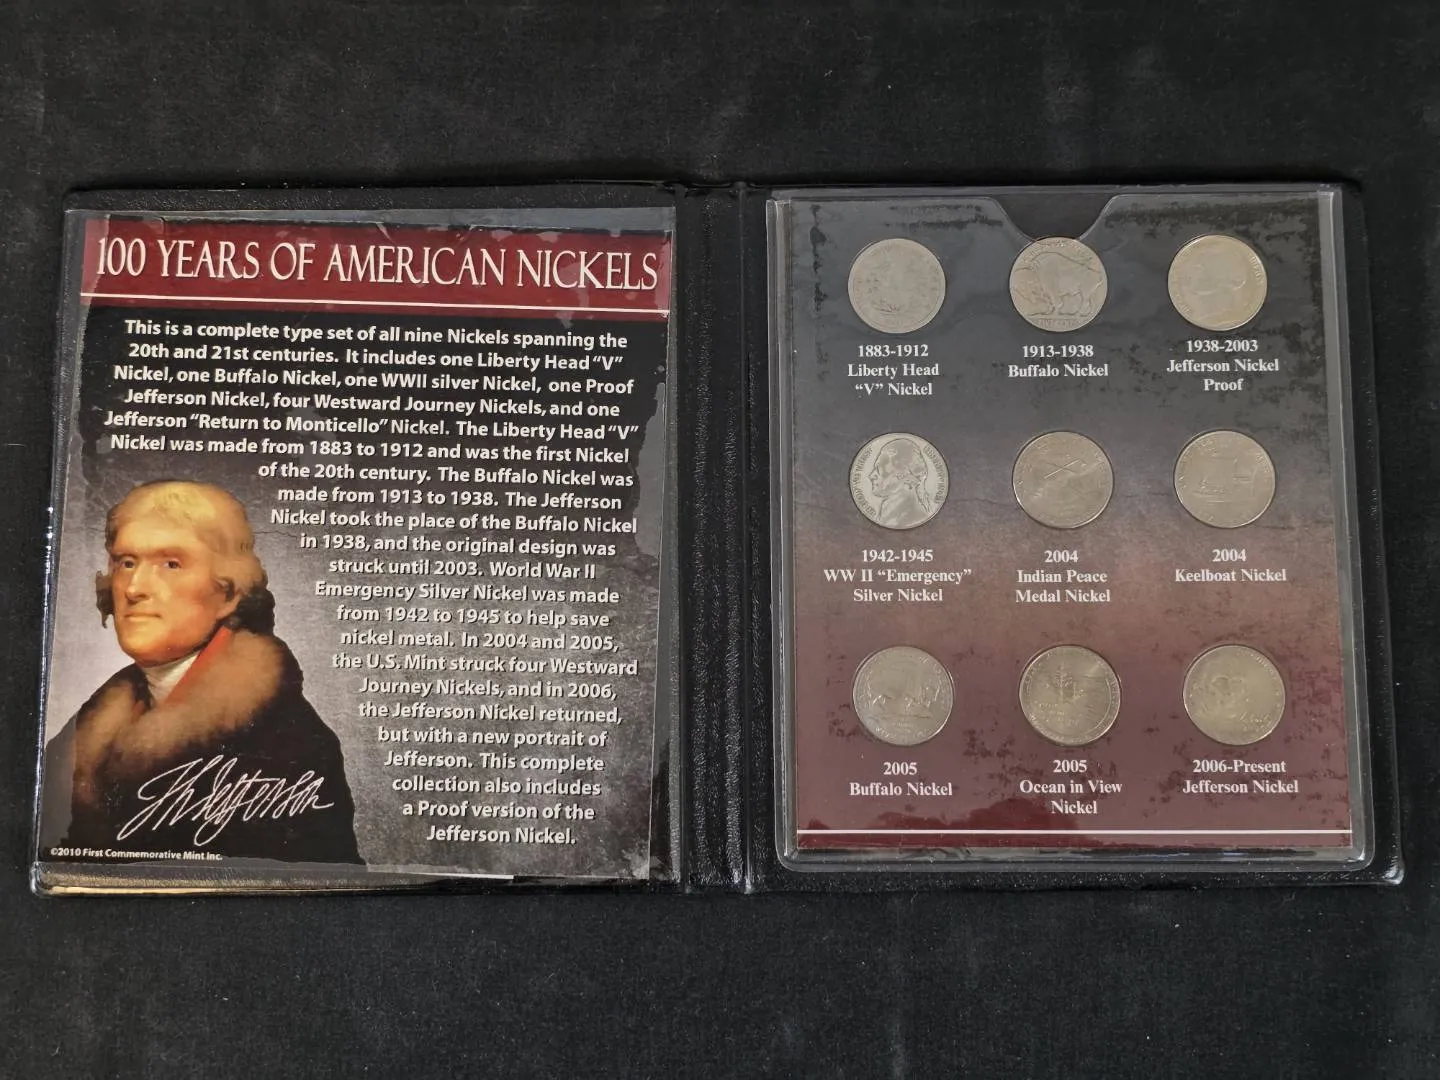 100 YEARS OF AMERICAN NICKELS
This is a complete type set of all nine Nickels spanning the
20th and 21st centuries. It includes one Liberty Head “V”
Nickel, one Buffalo Nickel, one WWII silver Nickel, one Proof
Jefferson Nickel, four Westward Journey Nickels, and one
Jefferson “Return to Monticello” Nickel. The Liberty Head “V”
Nickel was made from 1883 to 1912 and was the first Nickel
of the 20th century. The Buffalo Nickel was
made from 1913 to 1938. The Jefferson
Nickel took the place of the Buffalo Nickel
in 1938, and the original design was
struck until 2003. World War II
Emergency Silver Nickel was made
from 1942 to 1945 to help save
nickel metal. In 2004 and 2005,
the U.S. Mint struck four Westward
Journey Nickels, and in 2006,
the Jefferson Nickel returned,
but with a new portrait of
Jefferson. This complete
collection also includes
a Proof version of the
Jefferson Nickel.
Th Jefferson
©2010 First Commemorative Mint Inc.
1883-1912
Liberty Head
“V” Nickel
1913-1938
Buffalo Nickel
1938-2003
Jefferson Nickel
Proof
1942-1945
WW II “Emergency”
Silver Nickel
2004
Indian Peace
Medal Nickel
2004
Keelboat Nickel
2005
Buffalo Nickel
2005
Ocean in View
Nickel
2006-Present
Jefferson Nickel